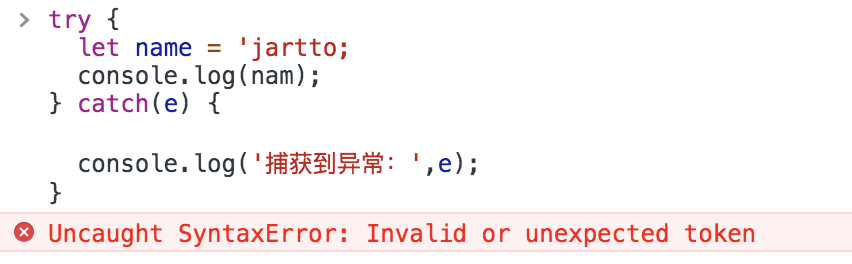 > try {
let name = 'jartto;
console.log(nam);
} catch(e) {
console.log('捕获到异常：',e);
}
Uncaught SyntaxError: Invalid or unexpected token